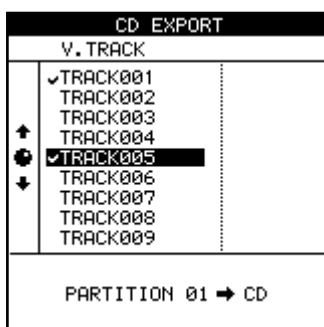 CD EXPORT
V.TRACK
✓TRACK001
TRACK002
TRACK003
TRACK004
✓TRACK005
TRACK006
TRACK007
TRACK008
TRACK009
PARTITION 01 ➡ CD